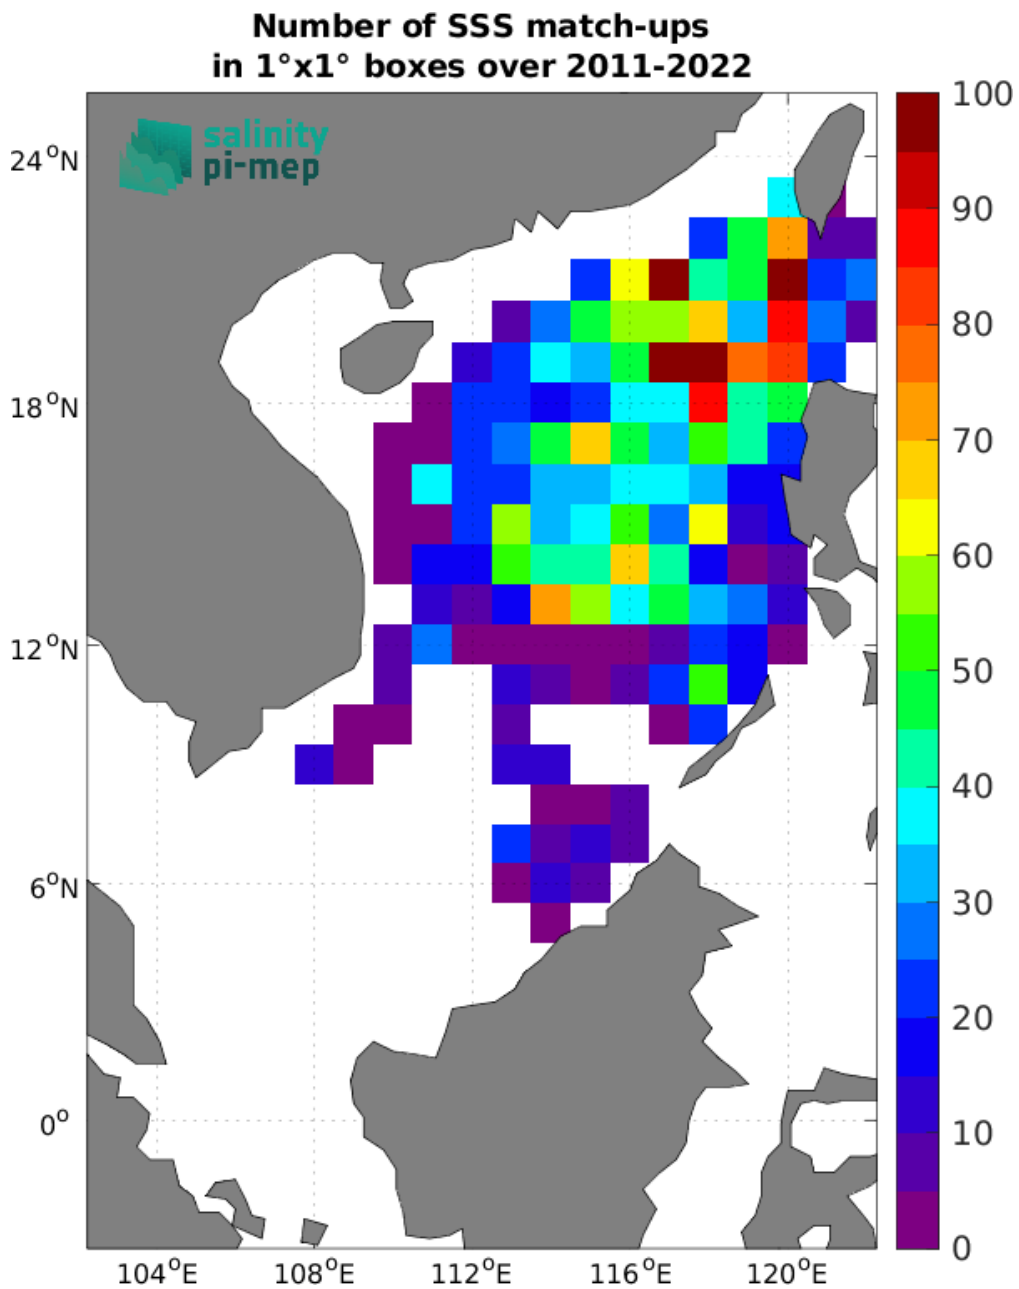 Number of SSS match-ups
in 1°x1° boxes over 2011-2022
salinity
pi-mep
24°N
18°N
12°N
6°N
0°
104°E
108°E
112°E
116°E
120°E
100
90
80
70
60
50
40
30
20
10
0